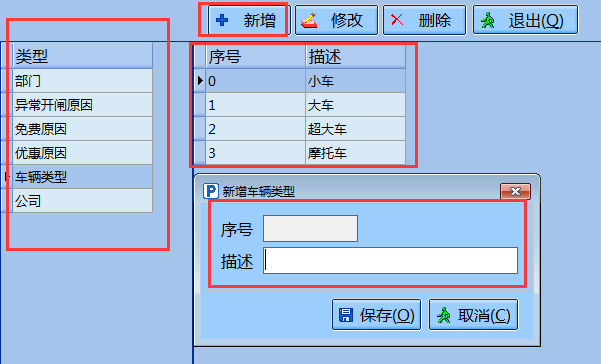 新增 修改 删除 退出(Q)
类型
部门
异常开闸原因
免费原因
优惠原因
车辆类型
公司
序号 描述
0 小车
1 大车
2 超大车
3 摩托车
P 新增车辆类型
序号
描述
保存(O) 取消(C)